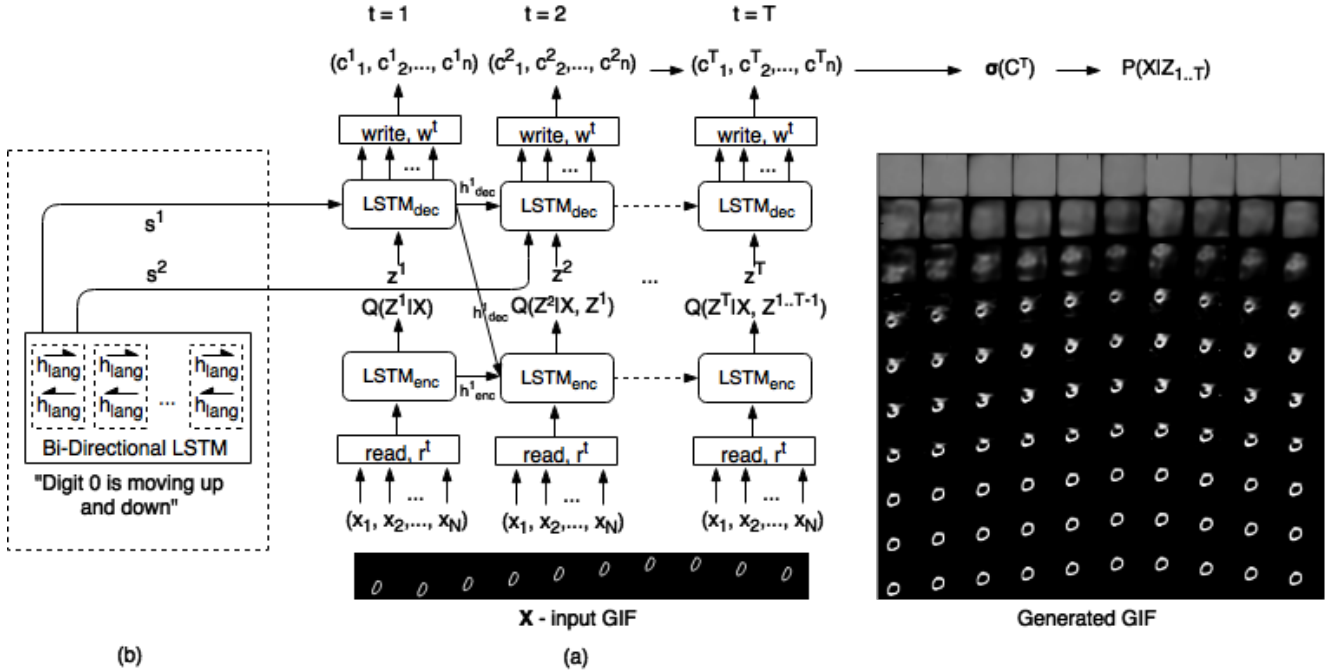 t = 1
t = 2
t = T
(c¹₁, c¹₂,..., c¹n)
(c²₁, c²₂,..., c²n)
(cᵀ₁, cᵀ₂,..., cᵀn)
σ(Cᵀ)
P(X|Z₁..T)
write, wᵗ
write, wᵗ
write, wᵗ
...
...
...
LSTM_dec
h¹_dec
LSTM_dec
LSTM_dec
s¹
s²
z¹
z²
...
zᵀ
Q(Z¹|X)
h¹_dec
Q(Z²|X, Z¹)
Q(Zᵀ|X, Z^1..T-1)
LSTM_enc
h¹_enc
LSTM_enc
LSTM_enc
h_lang
h_lang
h_lang
h_lang
h_lang
...
h_lang
Bi-Directional LSTM
"Digit 0 is moving up
and down"
read, rᵗ
read, rᵗ
read, rᵗ
...
...
...
(x₁, x₂,..., x_N)
(x₁, x₂,..., x_N)
(x₁, x₂,..., x_N)
X - input GIF
Generated GIF
(b)
(a)